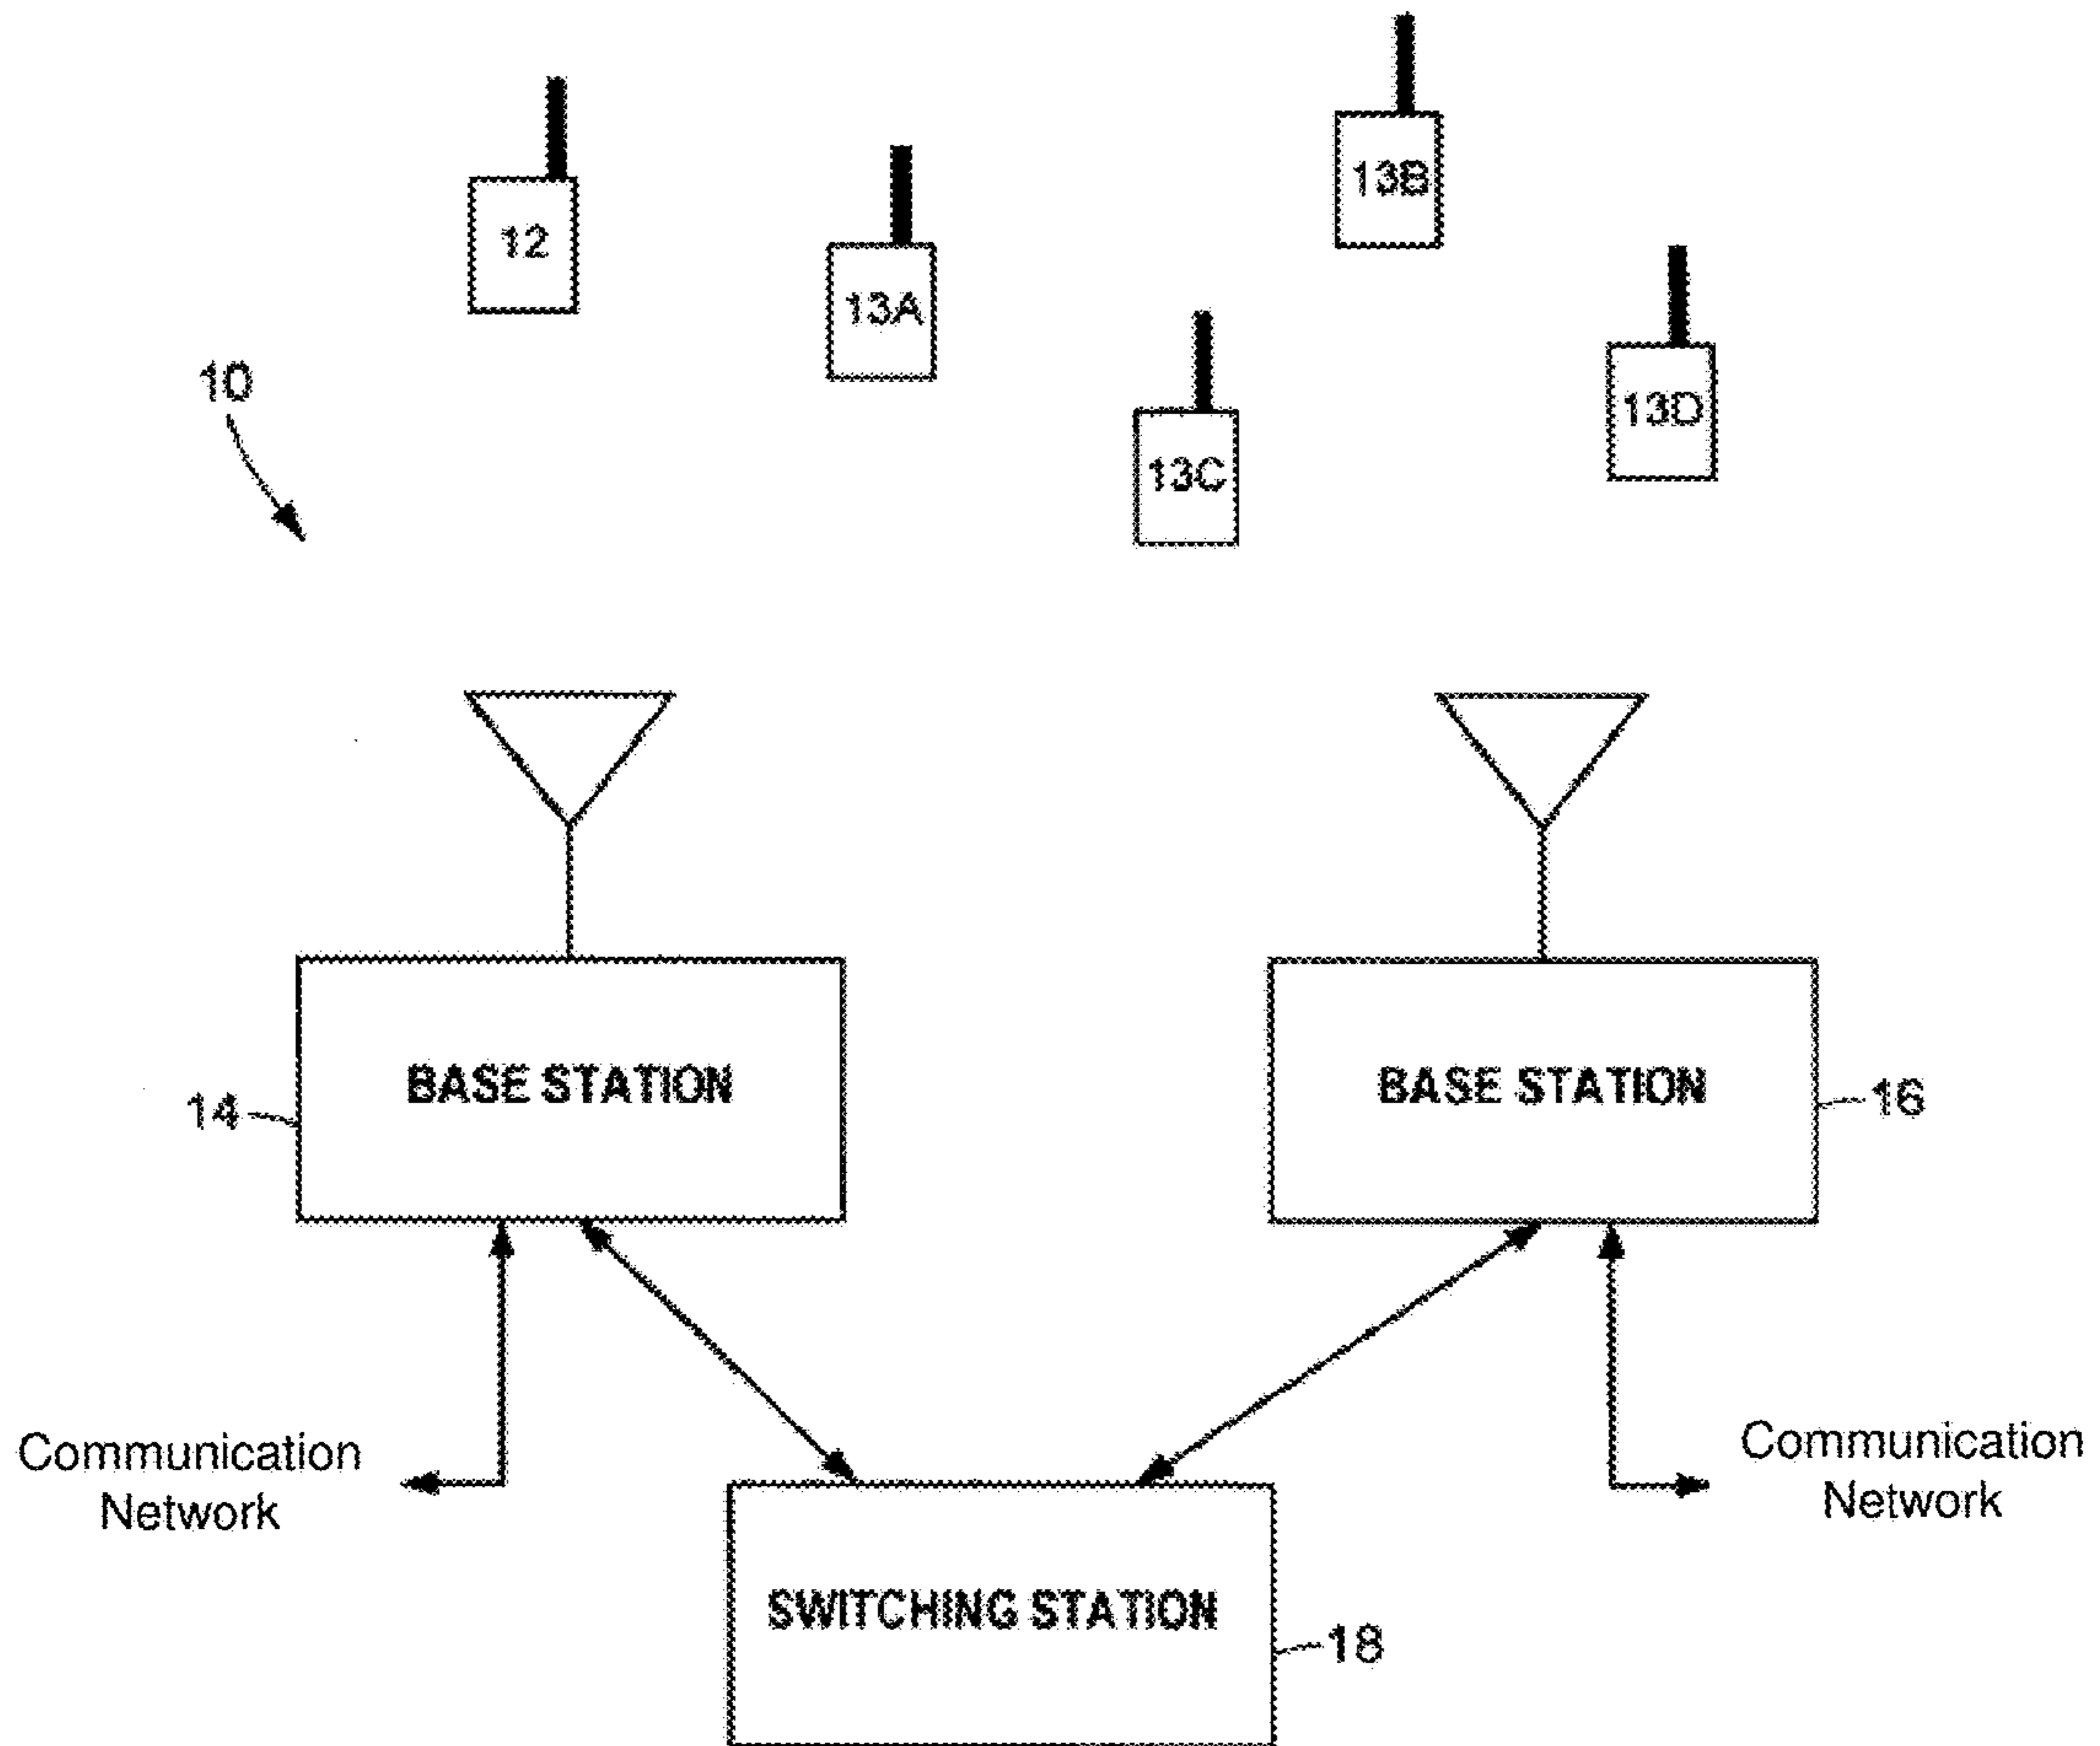 13B
12
13A
13D
10
13C
BASE STATION
BASE STATION
14
16
Communication
Network
Communication
Network
SWITCHING STATION
18